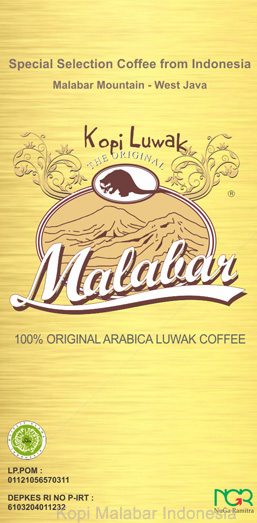 Special Selection Coffee from Indonesia
Malabar Mountain - West Java
Kopi Luwak
THE ORIGINAL
®
Malabar
100% ORIGINAL ARABICA LUWAK COFFEE
LP.POM :
01121056570311
DEPKES RI NO P-IRT :
6103204011232
NGR
NuGa Ramitra
Kopi Malabar Indonesia